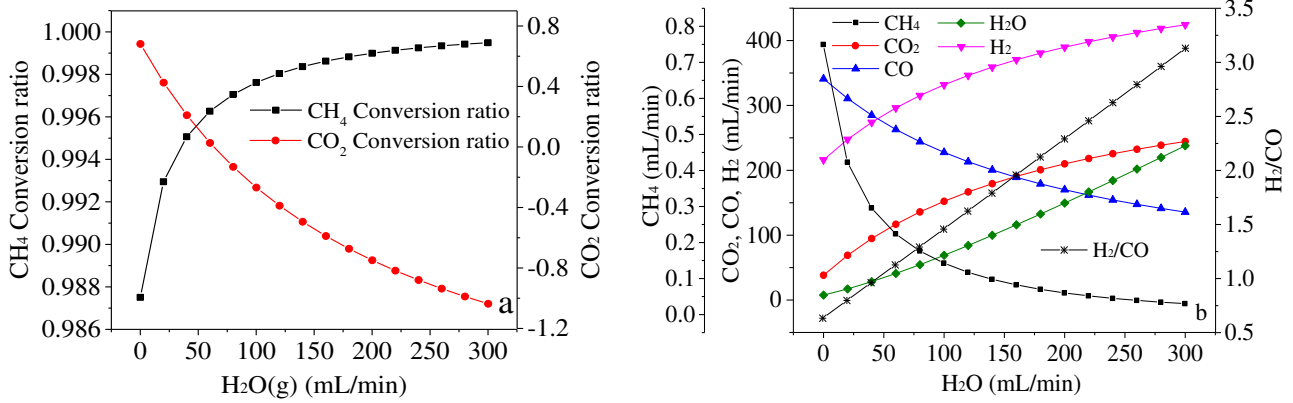 1.000
0.998
0.996
0.994
0.992
0.990
0.988
0.986
CH4 Conversion ratio
0.8
0.4
0.0
-0.4
-0.8
-1.2
CO2 Conversion ratio
CH4 Conversion ratio
CO2 Conversion ratio
a
0 50 100 150 200 250 300
H2O(g) (mL/min)
0.8
0.7
0.6
0.5
0.4
0.3
0.2
0.1
0.0
CH4 (mL/min)
400
300
200
100
0
CO2, CO, H2 (mL/min)
CH4 H2O
CO2 H2
CO
H2/CO
b
3.5
3.0
2.5
2.0
1.5
1.0
0.5
H2/CO
0 50 100 150 200 250 300
H2O (mL/min)